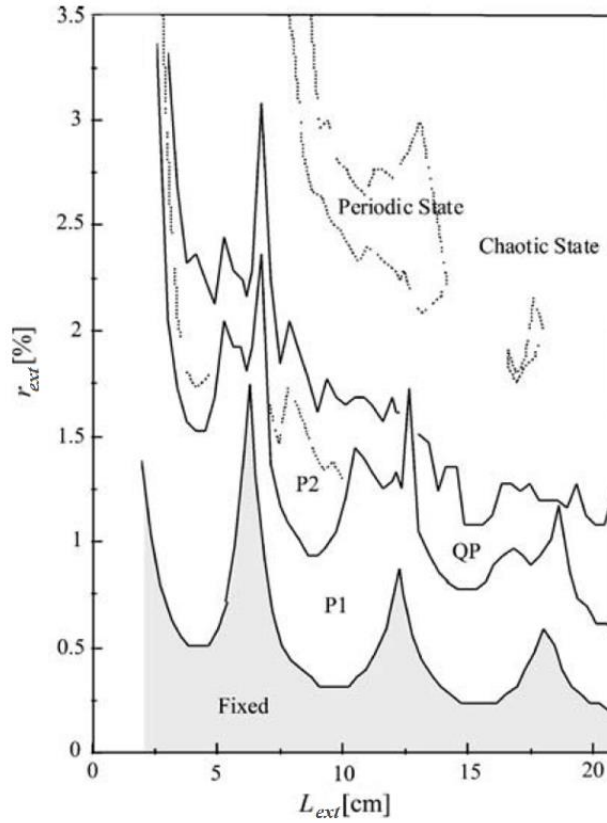 3.5
3
2.5
2
1.5
1
0.5
0
r_ext[%]
Periodic State
Chaotic State
P2
QP
P1
Fixed
0 5 10 15 20
L_ext[cm]